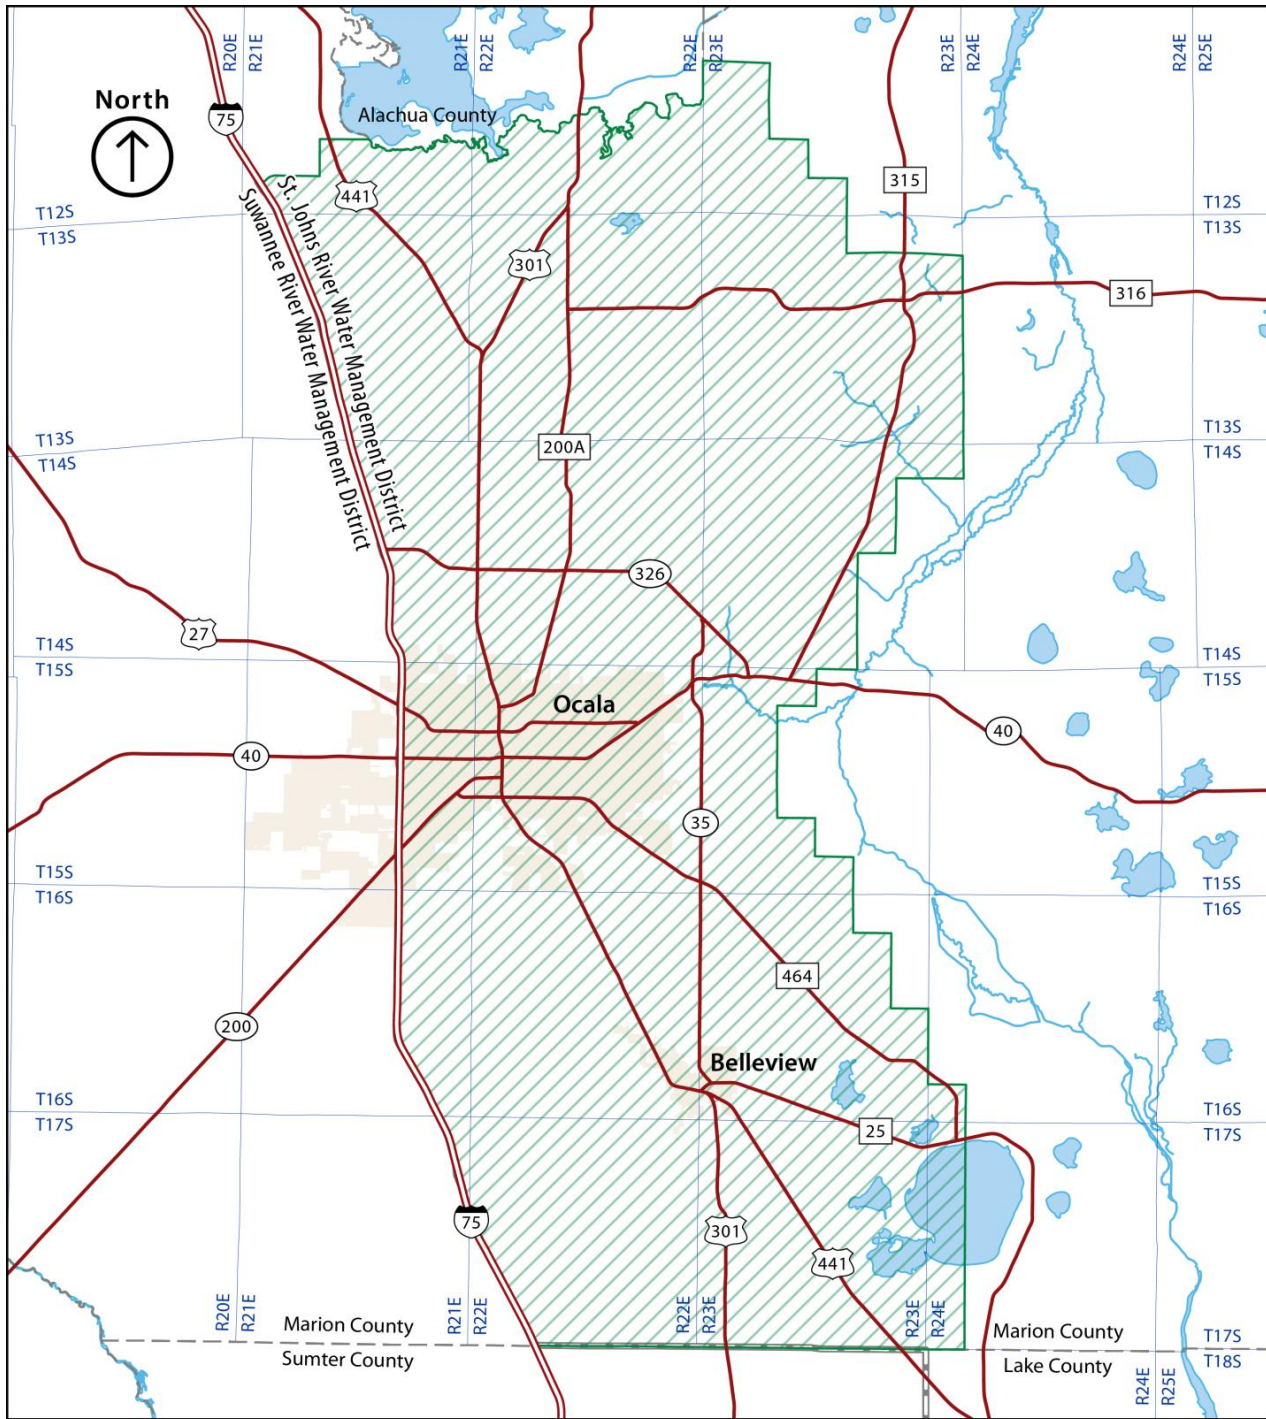 R20E
R21E
R21E
R22E
R22E
R23E
R23E
R24E
R24E
R25E
North
75
Alachua County
441
315
T12S
T13S
T12S
T13S
St. Johns River Water Management District
Suwannee River Water Management District
301
316
T13S
T14S
200A
T13S
T14S
326
27
T14S
T15S
T14S
T15S
Ocala
40
40
35
T15S
T16S
T15S
T16S
464
200
Belleview
T16S
T17S
25
T16S
T17S
75
301
441
R20E
R21E
R21E
R22E
R22E
R23E
R23E
R24E
Marion County
Sumter County
Marion County
Lake County
T17S
T18S
R24E
R25E